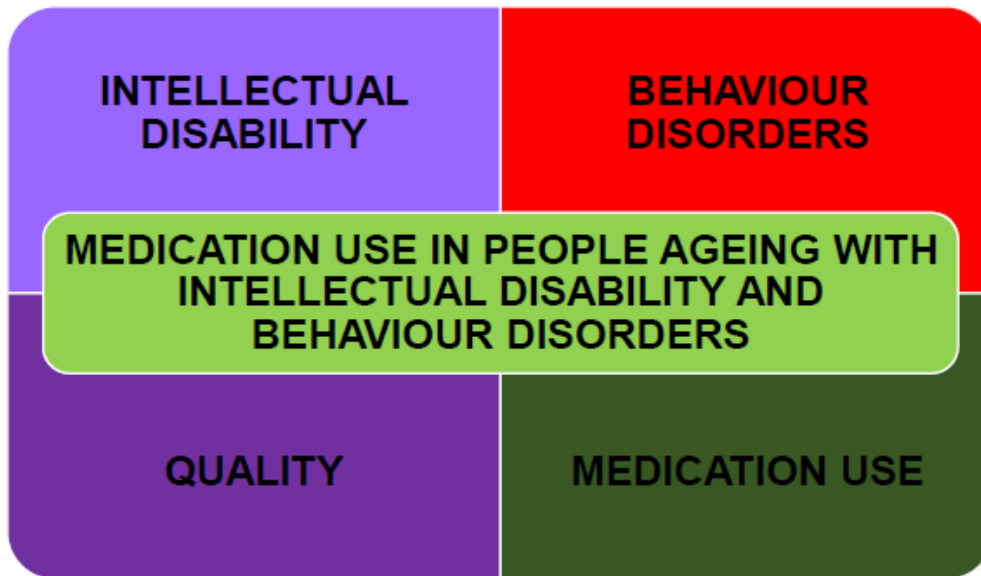 INTELLECTUAL
DISABILITY
BEHAVIOUR
DISORDERS
MEDICATION USE IN PEOPLE AGEING WITH
INTELLECTUAL DISABILITY AND
BEHAVIOUR DISORDERS
QUALITY
MEDICATION USE